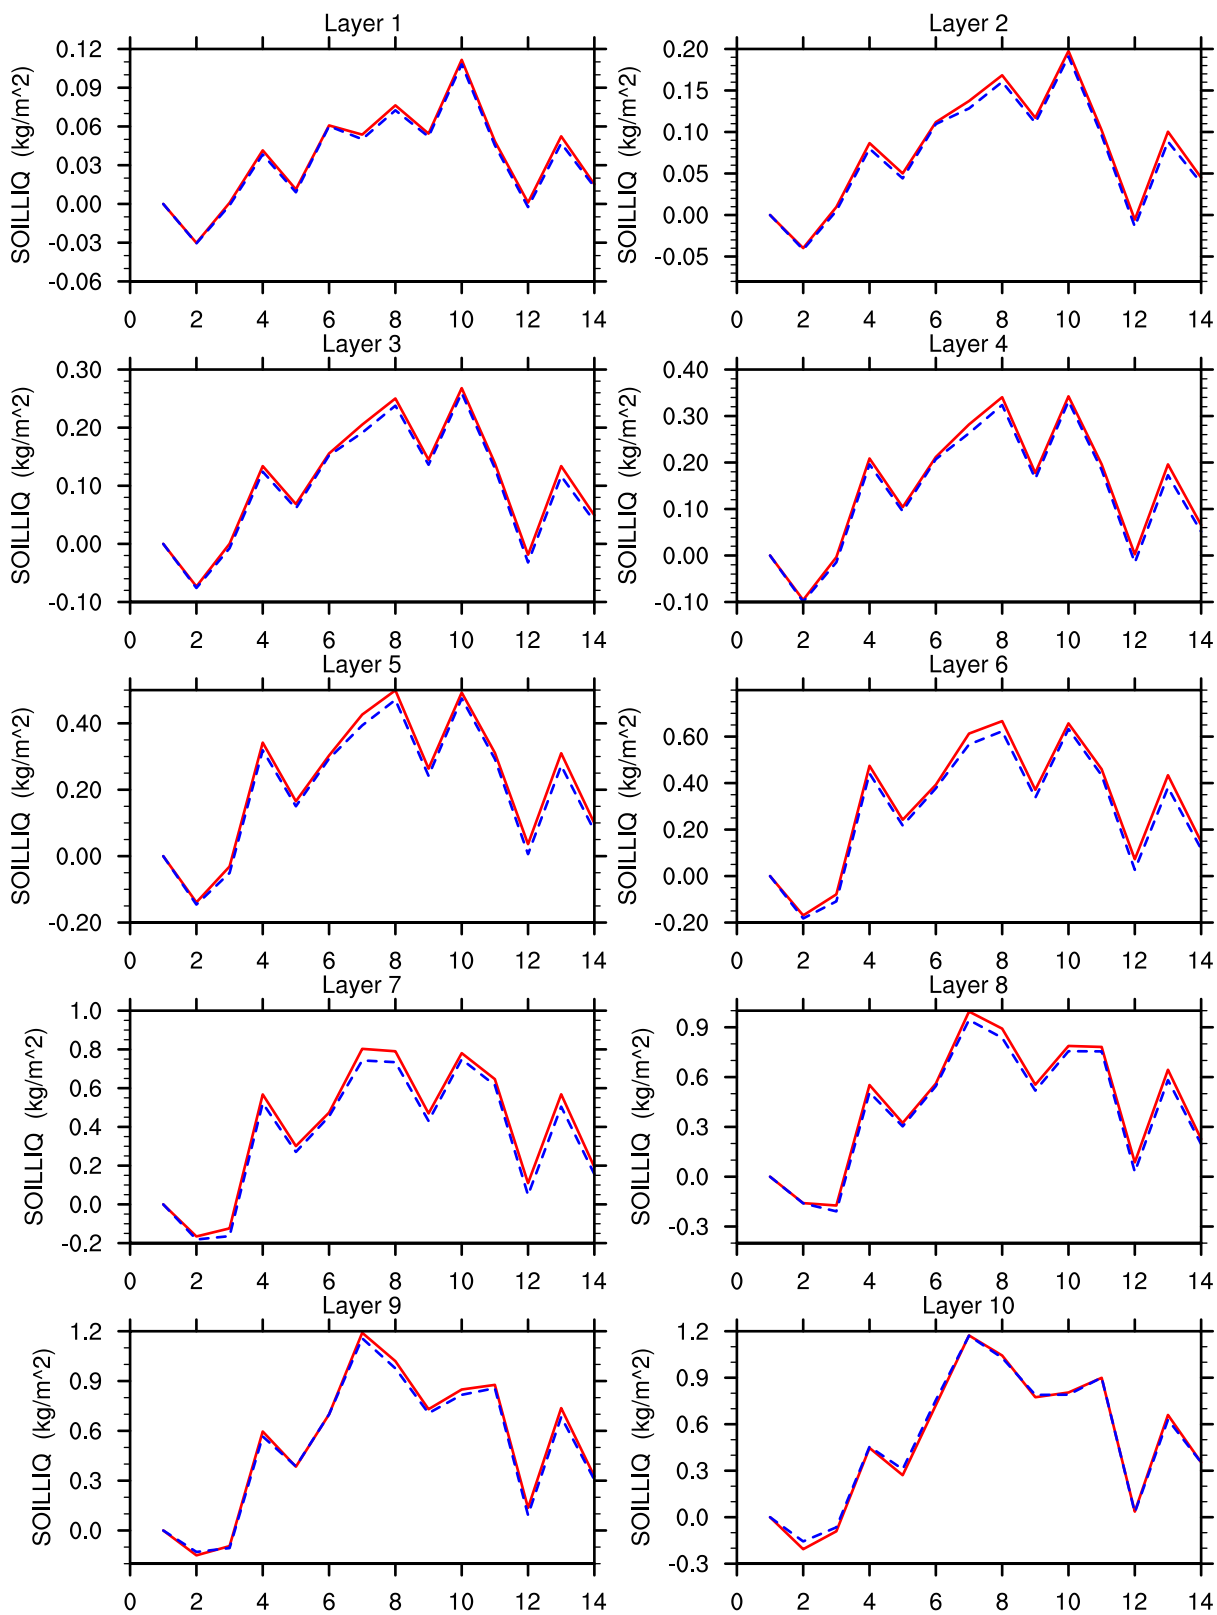 Layer 1
SOILLIQ (kg/m^2)
0.12
0.09
0.06
0.03
0.00
-0.03
-0.06
0 2 4 6 8 10 12 14
Layer 2
SOILLIQ (kg/m^2)
0.20
0.15
0.10
0.05
0.00
-0.05
0 2 4 6 8 10 12 14
Layer 3
SOILLIQ (kg/m^2)
0.30
0.20
0.10
0.00
-0.10
0 2 4 6 8 10 12 14
Layer 4
SOILLIQ (kg/m^2)
0.40
0.30
0.20
0.10
0.00
-0.10
0 2 4 6 8 10 12 14
Layer 5
SOILLIQ (kg/m^2)
0.40
0.20
0.00
-0.20
0 2 4 6 8 10 12 14
Layer 6
SOILLIQ (kg/m^2)
0.60
0.40
0.20
0.00
-0.20
0 2 4 6 8 10 12 14
Layer 7
SOILLIQ (kg/m^2)
1.0
0.8
0.6
0.4
0.2
0.0
-0.2
0 2 4 6 8 10 12 14
Layer 8
SOILLIQ (kg/m^2)
0.9
0.6
0.3
0.0
-0.3
0 2 4 6 8 10 12 14
Layer 9
SOILLIQ (kg/m^2)
1.2
0.9
0.6
0.3
0.0
0 2 4 6 8 10 12 14
Layer 10
SOILLIQ (kg/m^2)
1.2
0.9
0.6
0.3
0.0
-0.3
0 2 4 6 8 10 12 14